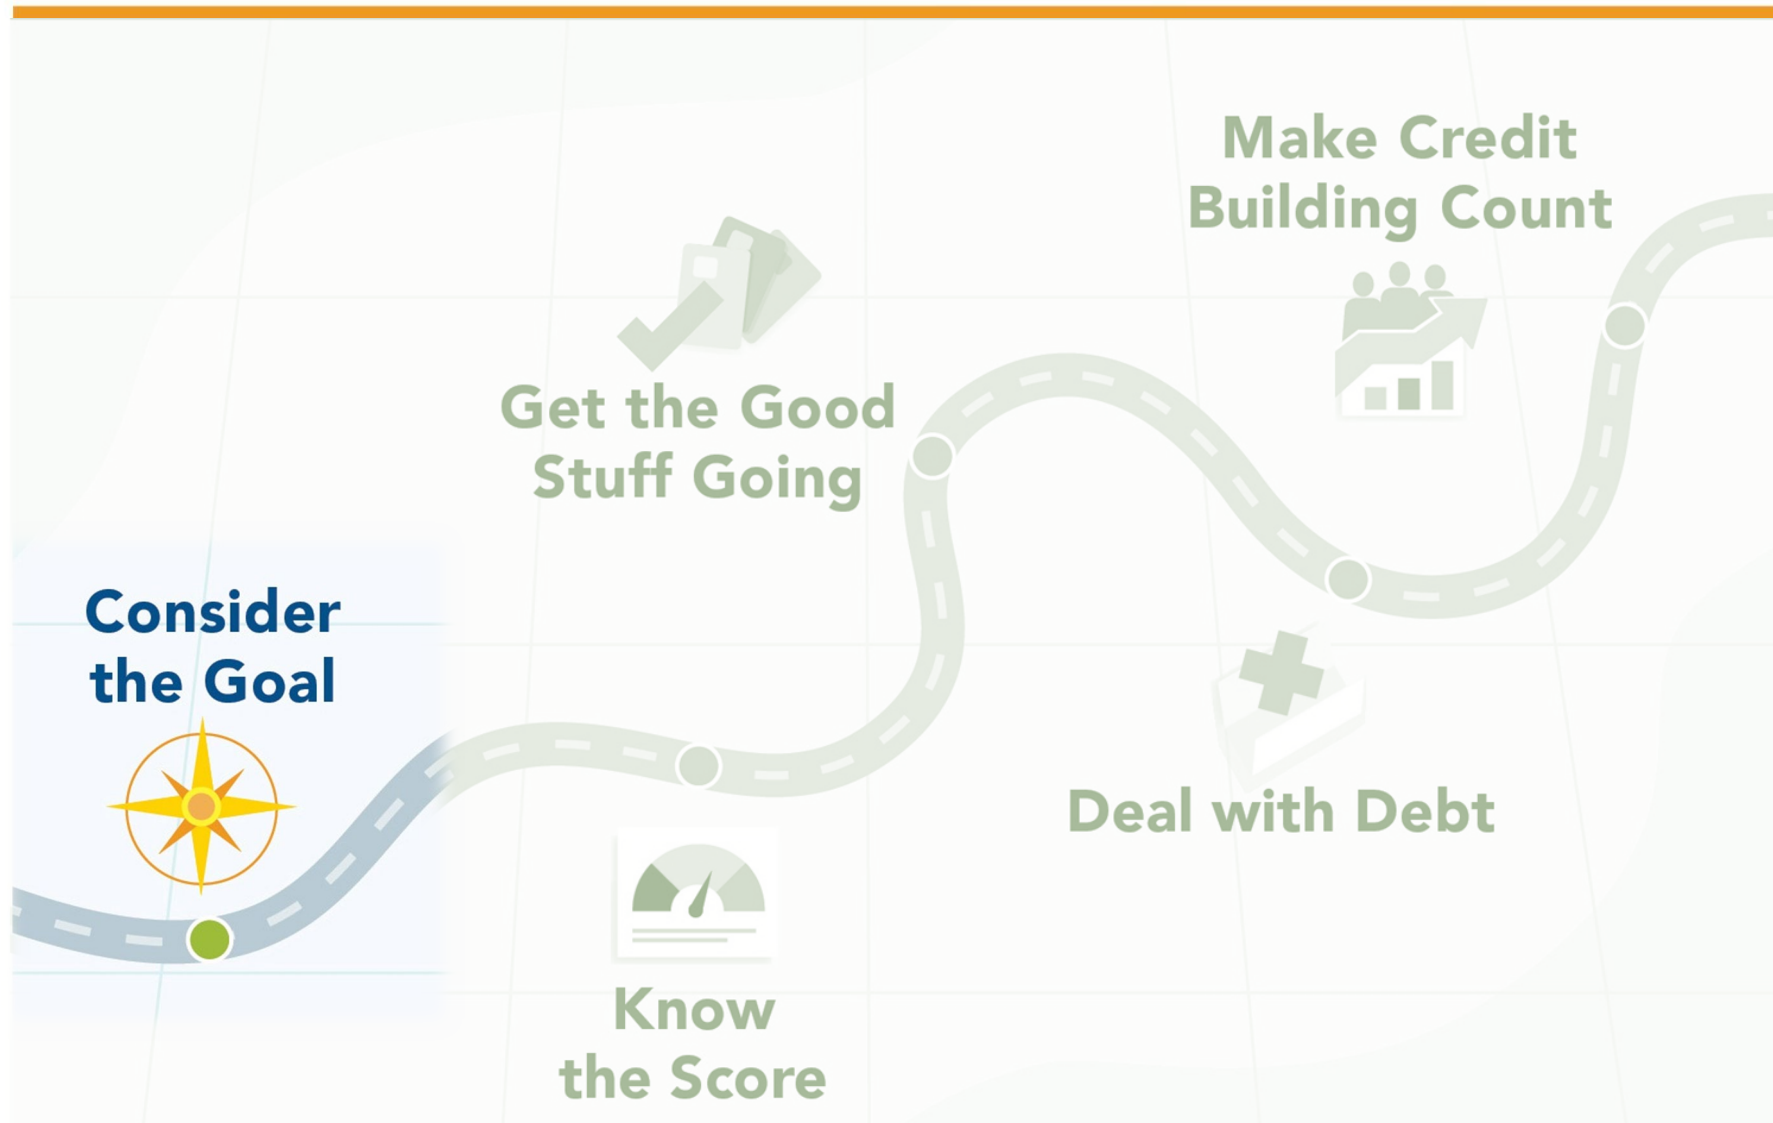 Make Credit
Building Count
Get the Good
Stuff Going
Consider
the Goal
Deal with Debt
Know
the Score